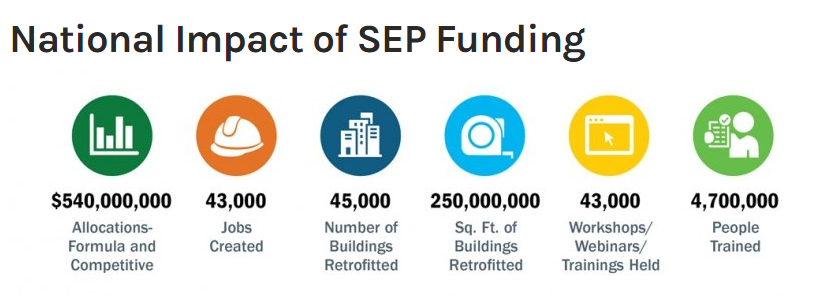 National Impact of SEP Funding
$540,000,000
Allocations-
Formula and
Competitive
43,000
Jobs
Created
45,000
Number of
Buildings
Retrofitted
250,000,000
Sq. Ft. of
Buildings
Retrofitted
43,000
Workshops/
Webinars/
Trainings Held
4,700,000
People
Trained